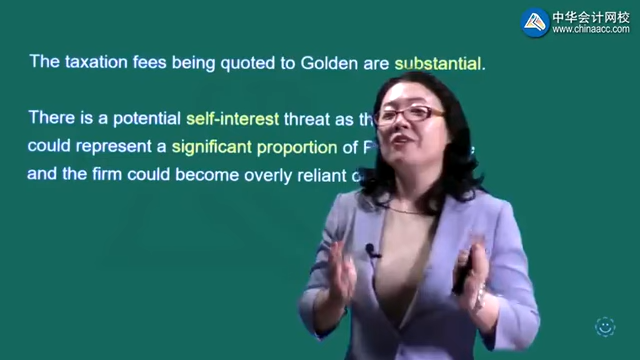 中华会计网校
www.chinaacc.com
The taxation fees being quoted to Golden are substantial.
There is a potential self-interest threat as
could represent a significant proportion of
and the firm could become overly reliant